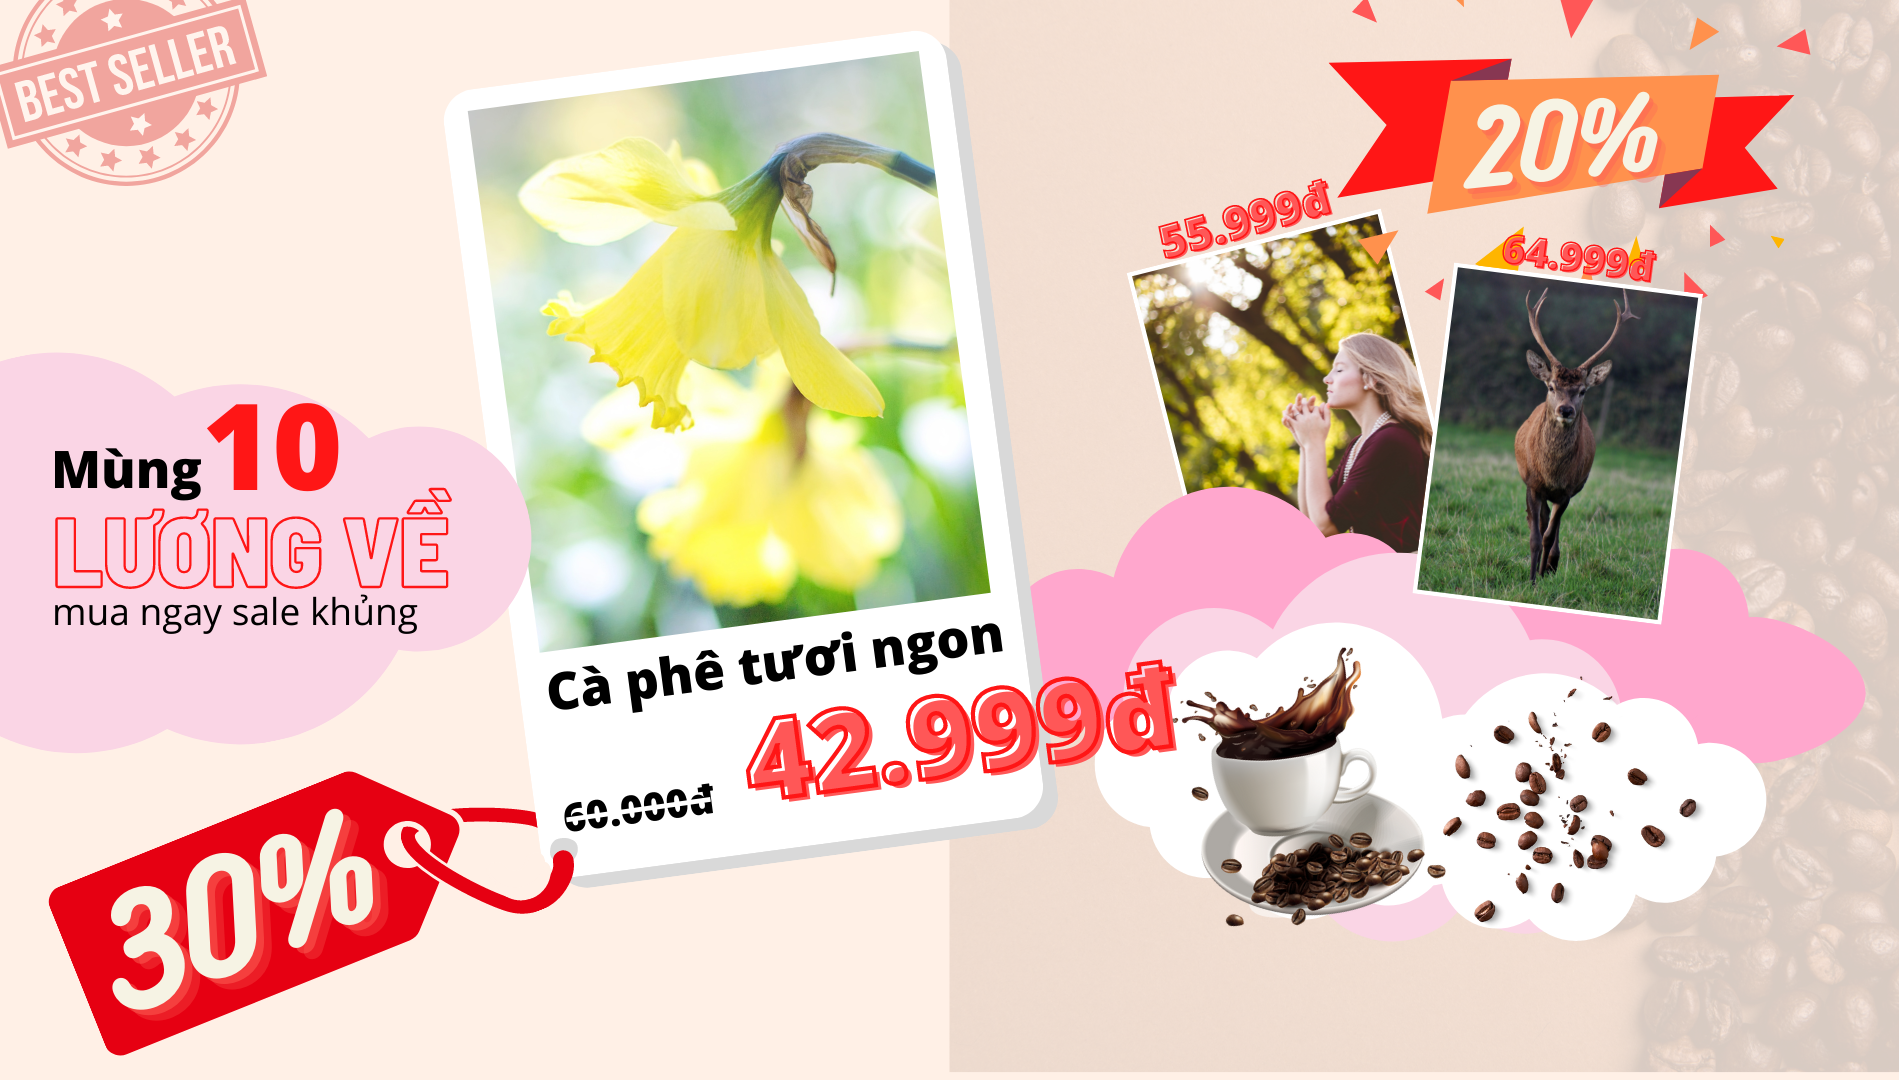 BEST SELLER
Mùng 10
LƯƠNG VỀ
mua ngay sale khủng
30%
Cà phê tươi ngon
60.000đ
42.999đ
20%
55.999đ
64.999đ